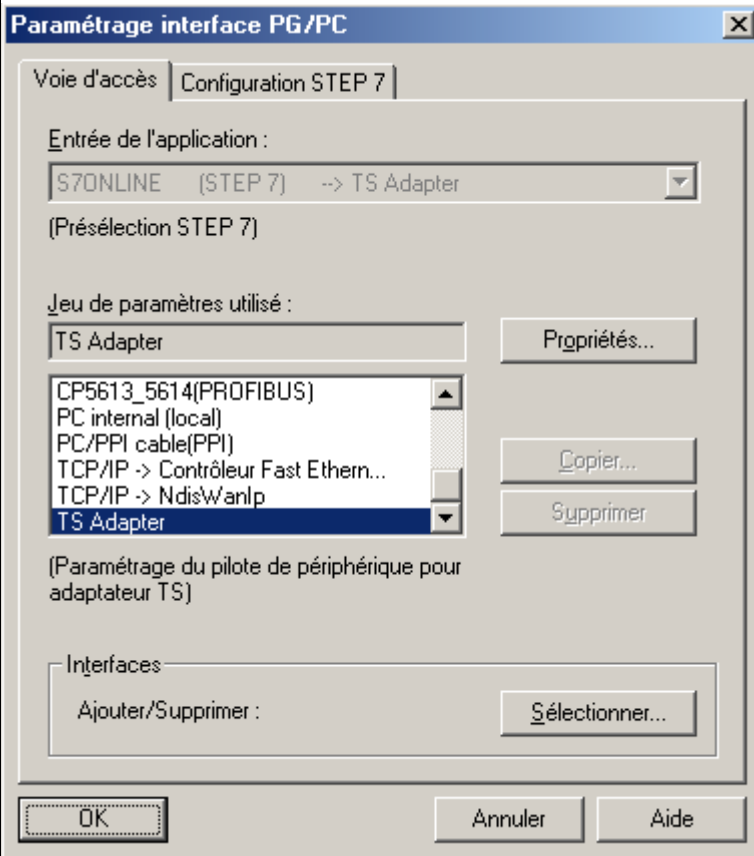 Paramétrage interface PG/PC
Voie d'accès
Configuration STEP 7
Entrée de l'application :
S7ONLINE (STEP 7) --> TS Adapter
(Présélection STEP 7)
Jeu de paramètres utilisé :
TS Adapter
Propriétés...
CP5613_5614(PROFIBUS)
PC internal (local)
PC/PPI cable(PPI)
TCP/IP -> Contrôleur Fast Ethern...
TCP/IP -> NdisWanIp
TS Adapter
Copier...
Supprimer
(Paramétrage du pilote de périphérique pour
adaptateur TS)
Interfaces
Ajouter/Supprimer :
Sélectionner...
OK
Annuler
Aide